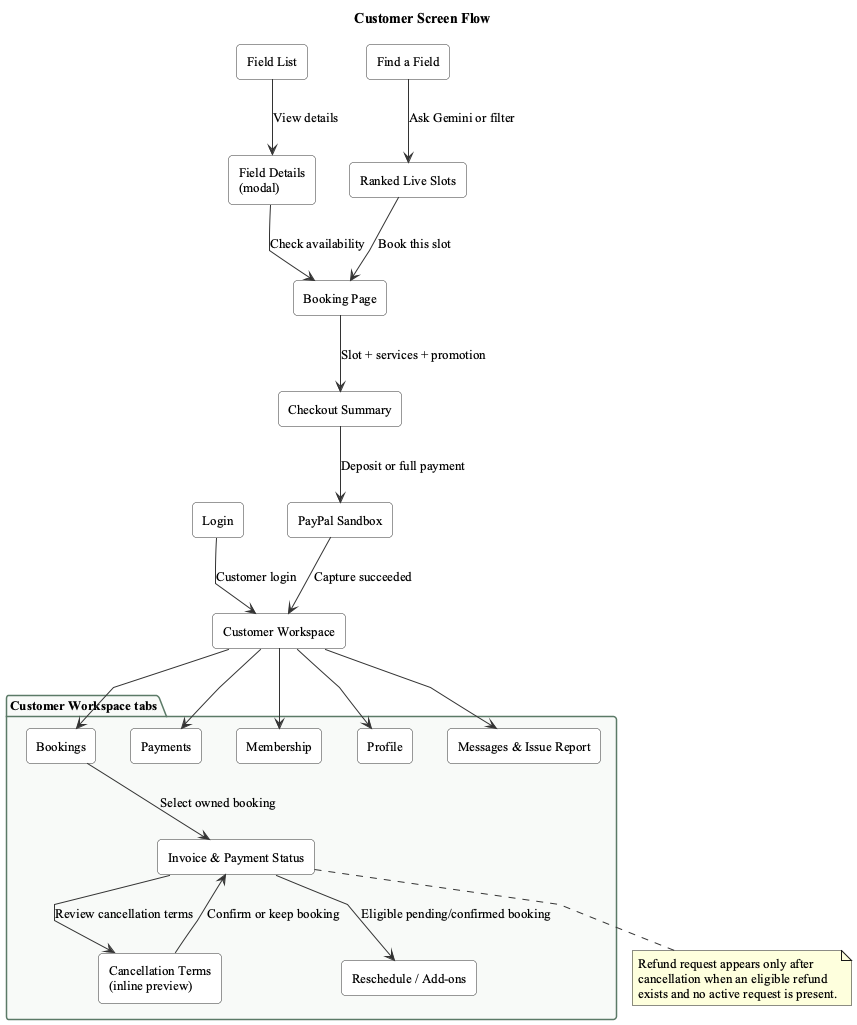 Customer Screen Flow
Field List
Find a Field
View details
Ask Gemini or filter
Field Details
(modal)
Ranked Live Slots
Check availability
Book this slot
Booking Page
Slot + services + promotion
Checkout Summary
Deposit or full payment
Login
PayPal Sandbox
Customer login
Capture succeeded
Customer Workspace
Customer Workspace tabs
Bookings
Payments
Membership
Profile
Messages & Issue Report
Select owned booking
Invoice & Payment Status
Review cancellation terms
Confirm or keep booking
Eligible pending/confirmed booking
Cancellation Terms
(inline preview)
Reschedule / Add-ons
Refund request appears only after
cancellation when an eligible refund
exists and no active request is present.